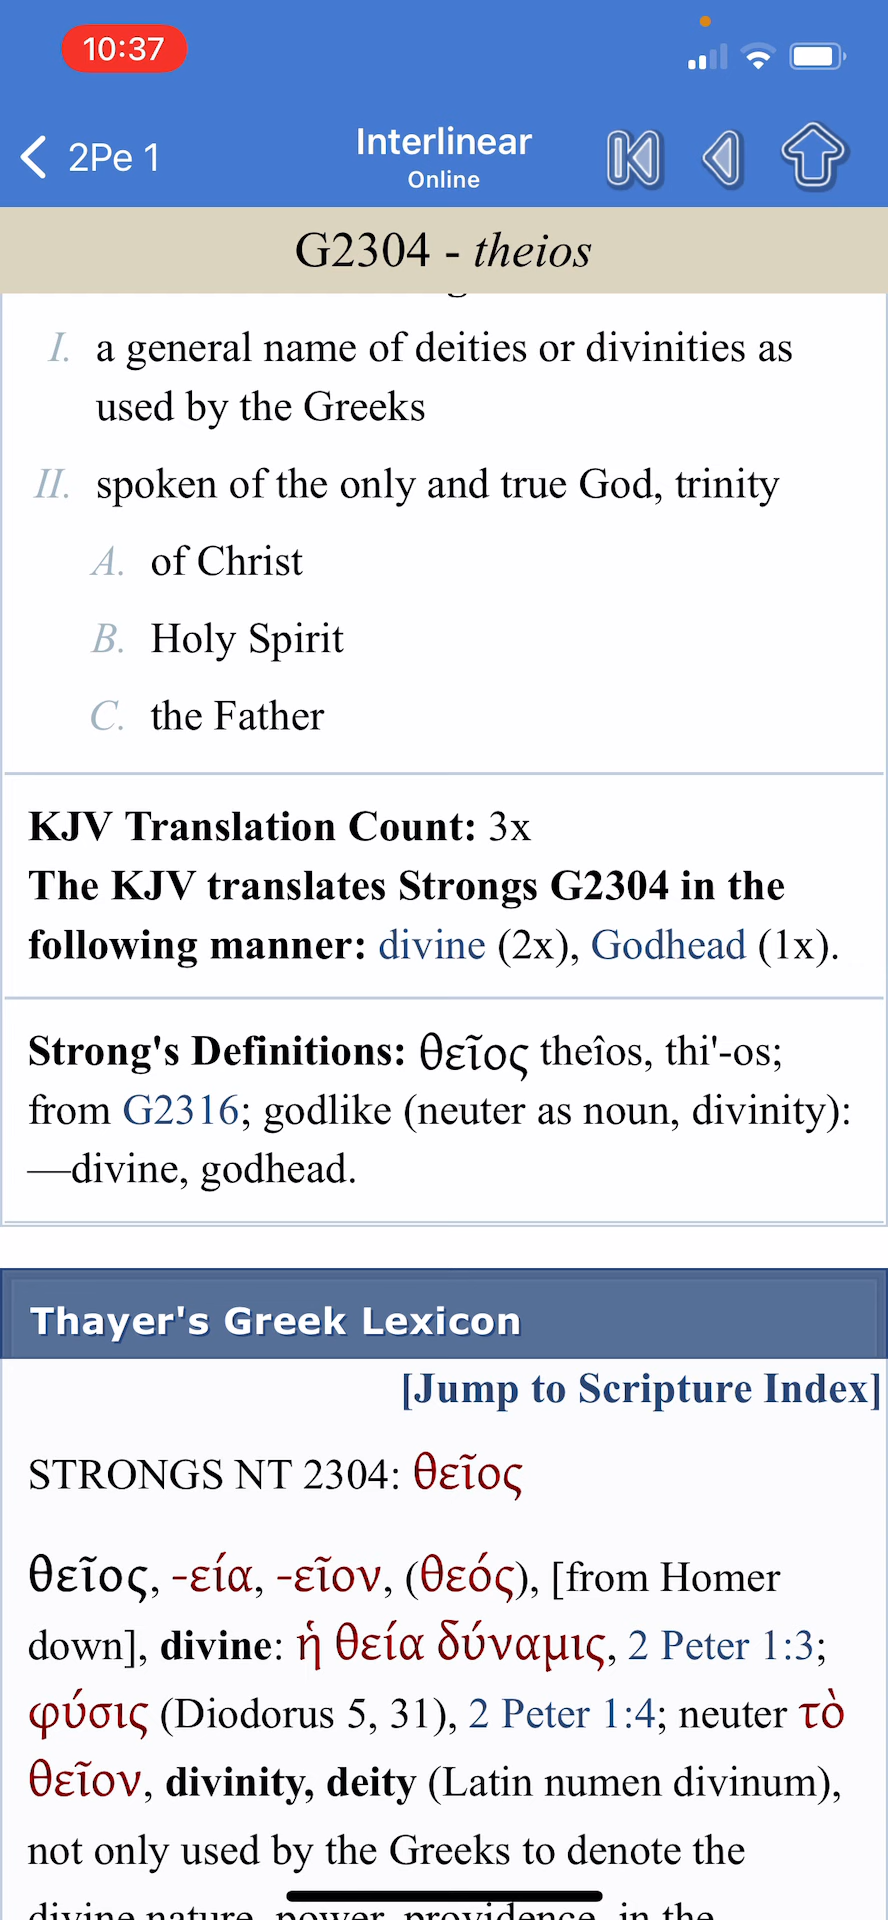 10:37
2Pe 1
Interlinear
Online
G2304 - theios
I. a general name of deities or divinities as
used by the Greeks
II. spoken of the only and true God, trinity
A. of Christ
B. Holy Spirit
C. the Father
KJV Translation Count: 3x
The KJV translates Strongs G2304 in the
following manner: divine (2x), Godhead (1x).
Strong's Definitions: θεῖος theîos, thi'-os;
from G2316; godlike (neuter as noun, divinity):
—divine, godhead.
Thayer's Greek Lexicon
[Jump to Scripture Index]
STRONGS NT 2304: θεῖος
θεῖος, -εία, -εῖον, (θεός), [from Homer
down], divine: ἡ θεία δύναμις, 2 Peter 1:3;
φύσις (Diodorus 5, 31), 2 Peter 1:4; neuter τὸ
θεῖον, divinity, deity (Latin numen divinum),
not only used by the Greeks to denote the
divine nature, power, providence, in the